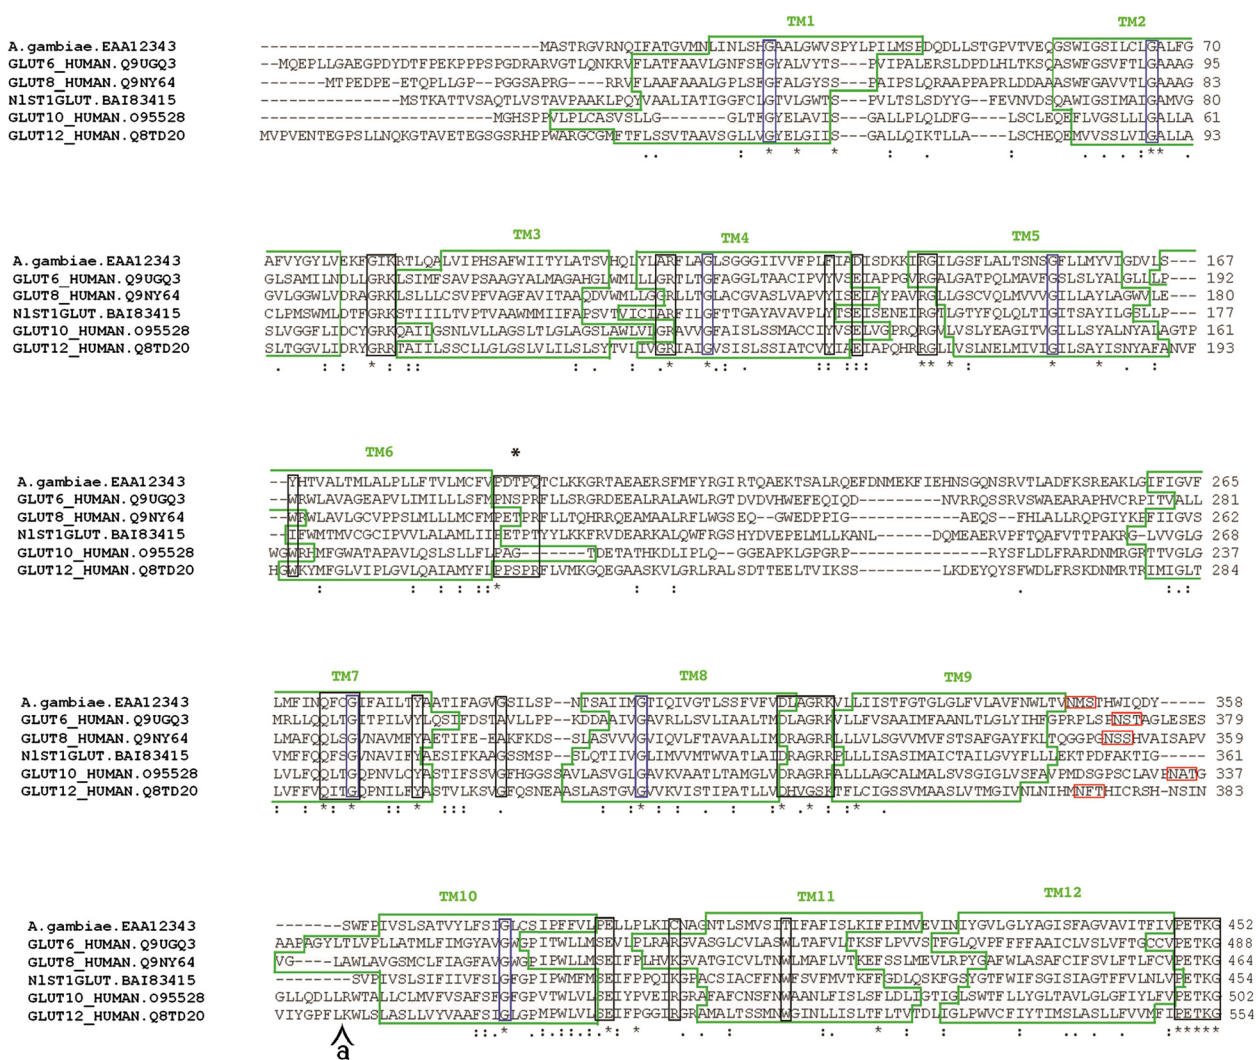 TM1 TM2
A.gambiae.EAA12343 ------------------------------MASTRGVRNQIFATGVMNLINLSHGAALGWVSPYLPILMSPDQDLLSTGPVTVEQGSWIGSILCLGALFG 70
GLUT6_HUMAN.Q9UGQ3 --MQEPLLGAEGPDYDTFPEKPPPSPGDRARVGTLQNKRVFLATFAAVLGNFSFGYALVYTS----PVIPALERSLDPDLHLTKSQASWFGSVFTLGAAAG 95
GLUT8_HUMAN.Q9NY64 -------MTPEDPE-ETQPLLGP-PGGSAPRG---RRVFLAAFAAALGPLSFGFALGYSS----PAIPSLQRAAPPAPRLDDAAASWFGAVVTLGAAAG 83
NlST1GLUT.BAI83415 ------MSTKATTVSAQTLVSTAVPAAKLPQYVAALIATIGGFCLGTVLGWTS----PVLTSLSDYYG--FEVNVDSQAWIGSIMAIGAMVG 80
GLUT10_HUMAN.O95528 -------------------------MGHSPPVLPLCASVSLLG------GLTFGYELAVIS----GALLPLQLDFG-----LSCLEQEFLVGSLLLGALLA 61
GLUT12_HUMAN.Q8TD20 MVPVENTEGPSLLNQKGTAVETEGSGSRHPPWARGCGMFTFLSSVTAAVSGLLVGYELGIIS----GALLQIKTLLA-----LSCHEQEMVVSSLVIGALLA 93
.. : * * * : . : . . . : ** .
TM3 TM4 TM5
A.gambiae.EAA12343 AFVYGYLVEKFGIKRTLQALVIPHSAFWIITYLATSVHQLYLARFLAGLSGGGIIVVFPLFIADISDKKIRGILGSFLALTSNSGFLLMYVIGDVLS-- 167
GLUT6_HUMAN.Q9UGQ3 GLSAMILNDLLGRKLSIMFSAVPSAAGYALMAGAHGLWMLLLGRTLTGFAGGLTAACIPVYVSEIAPPGVRGALGATPQLMAVFGSLSLYALGLLLP-- 192
GLUT8_HUMAN.Q9NY64 GVLGGWLVDRAGRKLSLLLCSVPFVAGFAVITAAQDVWMLLGGRLLTGLACGVASLVAPVYISEIAYPAVRGLLGSCVQLMVVVGILLAYLAGWVLE-- 180
NlST1GLUT.BAI83415 CLPMSWMLDTFGRKSTIIILTVPTVAAWMMIIFAPSVTVICIARFILGFTTGAYAVVLPLYTSEISENEIRGTLGTYFQLQLTIGITASYILGSLLP-- 177
GLUT10_HUMAN.O95528 SLVGGFLIDCYGRKQAILGSNLVLLAGSLTLGLAGSLAWLVLGRAVVGFAISLSSMACCIYVSELVGPRQRGVLVSLYEAGITVGILLSYALNYALAGTP 161
GLUT12_HUMAN.Q8TD20 SLTGGVLIDRYGRRTAIILSSCLLGLGSLVLILSLSYTVLIVGRIAIGVSISLSSIATCVYIAEIAPQHRRGLLVSLNELMIVIGILSAYISNYAFANVF 193
TM6 *
A.gambiae.EAA12343 --YHTVALTMLALPLLFTVLMCFVPDTPQTCLKKGRTAEAERSFMFYRGIRTQAEKTSALRQEFDNMEKFIEHNSGQNSRVTLADFKSREAKLGIFIGVF 265
GLUT6_HUMAN.Q9UGQ3 --WRWLAVAGEAPVLIMILLLSFMPNSPRFLLSRGRDEEALRALAWLRGTDVDVHWEFEQIQD---------NVRRQSSRVSWAEARAPHVCRPITVALL 281
GLUT8_HUMAN.Q9NY64 --WRWLAVLGCVPPSLMLLLMCFMPETPRFLLTQHRRQEAMAALRFLWGSEQ--GWEDPPIG-----------AEQS--FHLALLRQPGIYKPFIIGVS 262
NlST1GLUT.BAI83415 --IFWMTMVCGCIPVVLALAMLIIPETPTYYLKKFRVDEARKALQWFRGSHYDVEPELMLLKANL-----DQMEAERVPFTQAFVTTPAKRG-LVVGLG 268
GLUT10_HUMAN.O95528 WGWRHMFGWATAPAVLQSLSLLFLPAG--------TDETATHKDLIPLQ--GGEAPKLGPGRP----------RYSFLDLFRARDNMRGRTTVGLG 237
GLUT12_HUMAN.Q8TD20 HGWKYMFGLVIPLGVLQAIAMYFLPPSPRFLVMKGQEGAASKVLGRLRALSDTTEELTVIKSS---------LKDEYQYSFWDLFRSKDNMRTRIMIGLT 284
TM7 TM8 TM9
A.gambiae.EAA12343 LMFINQFCGIFAILTYAATIFAGVGSILSP--NTSAIIMGTIQIVGTLSSFVFVDLAGRKVLLIISTFGTGLGLFVLAVFNWLTVNMSTHWIQDY---- 358
GLUT6_HUMAN.Q9UGQ3 MRLLQQLTGITPILVYLQSIFDSTAVLLPP--KDDAAIVGAVRLLSVLIAALTMDLAGRKVLLFVSAAIMFAANLTLGLYIHFGPRPLSPNSTAGLESES 379
GLUT8_HUMAN.Q9NY64 LMAFQQLSGVNAVMFYAETIFE-EAKFKDS--SLASVVVGVIQVLFTAVAALIMDRAGRRLLLVLSGVVMVFSTSAFGAYFKLTQGGPGNSSHVAISAPV 359
NlST1GLUT.BAI83415 VMFFQQFSGVNAVIFYAESIFKAAGSSMSP--SLQTIIVGVIMVVMTWVATLAIDRAGRRPLLLISASIMAICTAILGVYFLLLEKTPDFAKTIG----- 361
GLUT10_HUMAN.O95528 LVLFQQLTGQPNVLCYASTIFSSVGFHGGSSAVLASVGLGAVKVAATLTAMGLVDRAGRRALLLAGCALMALSVSGIGLVSFAVPMDSGPSCLAVPNATG 337
GLUT12_HUMAN.Q8TD20 LVFFVQITGQPNILFYASTVLKSVGFQSNEAASLASTGVGVVKVISTIPATLLVDHVGSKTFLCIGSSVMAASLVTMGIVNLNIHMNFTHICRSH-NSIN 383
TM10 TM11 TM12
A.gambiae.EAA12343 -------SWFPIVSLSATVYLFSIGLCSIPFFVLPELLPLKICNAGNTLSMVSITIFAFISLKIFPIMVEVINIYGVLGLYAGISFAGVAVITFIVPETKG 452
GLUT6_HUMAN.Q9UGQ3 AAPAGYLTLVPLLATMLFIMGYAVGWGPITWLLMSEVLPLRARGVASGLCVLASWLTAFVLTKSFLPVVSTFGLQVPFFFFAAICLVSLVFTGCCVPETKG 488
GLUT8_HUMAN.Q9NY64 VG-----LAWLAVGSMCLFIAGFAVGWGPIPWLLMSEIFPLHVKGVATGICVLTNWLMAFLVTKEFSSLMEVLRPYGAFWLASAFCIFSVLFTLFCVPETKG 464
NlST1GLUT.BAI83415 -------SVPIVSLSIFIIVFSIGFGPIPWMFMSEIFPPQIKGPACSIACFFNWFSVFMVTKFFGDLQSKFGSYGTFWIFSGISIAGTFFVLNLVPETKG 454
GLUT10_HUMAN.O95528 GLLQDLLRWTALLCLMVFVSAFSFGFGPVTWLVLSEIYPVEIRGRAFAFCNSFNWAANLFISLSFLDLIGTIGLSWTFLLYGLTAVLGLGFIYLFVPETKG 502
GLUT12_HUMAN.Q8TD20 VIYGPFLKWLSLASLLVYVAAFSIGLGPMPWLVLSEIFPGGIRGRAMALTSSMNWGINLLISLTFLTVTDLIGLPWVCFIYTIMSLASLLFVVMFIPETKG 554
a